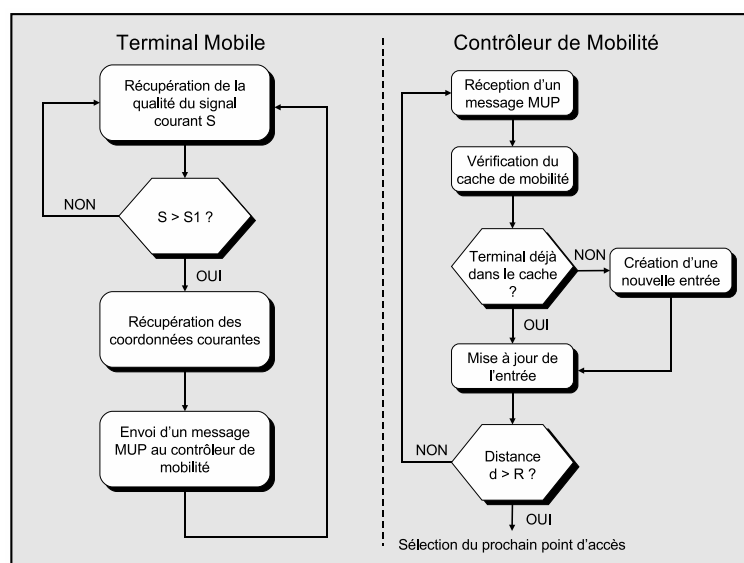 Terminal Mobile
Récupération de la
qualité du signal
courant S
NON
S > S1 ?
OUI
Récupération des
coordonnées courantes
Envoi d'un message
MUP au contrôleur de
mobilité
Contrôleur de Mobilité
Réception d'un
message MUP
Vérification du
cache de mobilité
Terminal déjà
dans le cache
?
NON
Création d'une
nouvelle entrée
OUI
Mise à jour de
l'entrée
NON
Distance
d > R ?
OUI
Sélection du prochain point d'accès